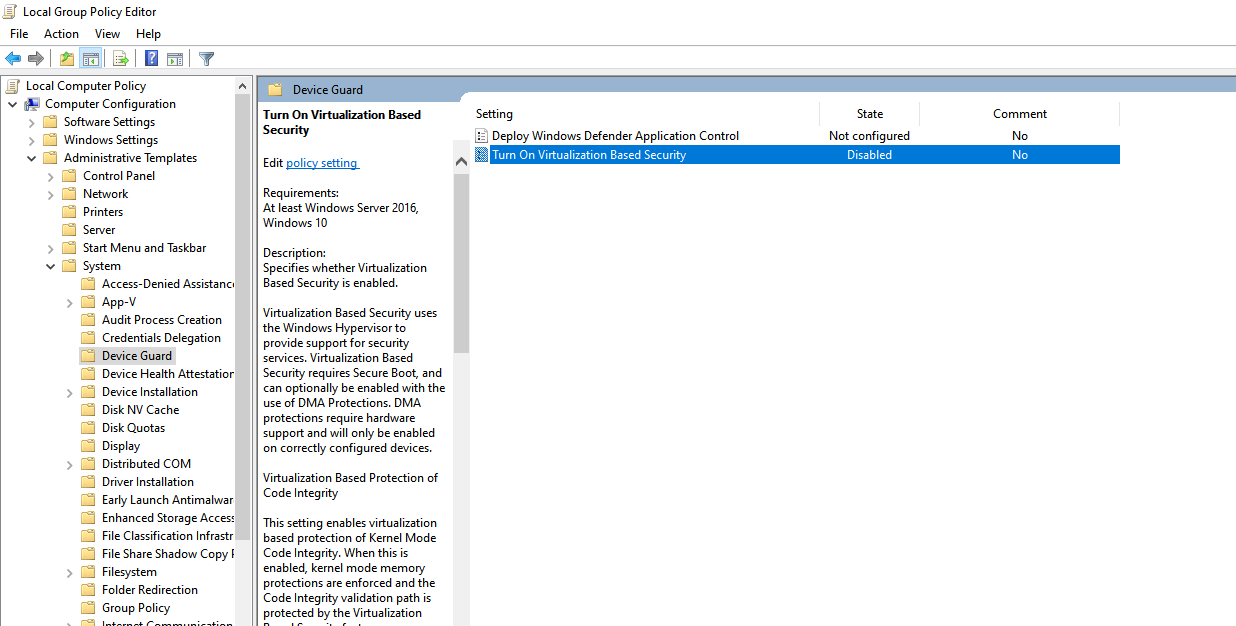 Local Group Policy Editor
File Action View Help
Local Computer Policy
Computer Configuration
Software Settings
Windows Settings
Administrative Templates
Control Panel
Network
Printers
Server
Start Menu and Taskbar
System
Access-Denied Assistanc
App-V
Audit Process Creation
Credentials Delegation
Device Guard
Device Health Attestation
Device Installation
Disk NV Cache
Disk Quotas
Display
Distributed COM
Driver Installation
Early Launch Antimalwar
Enhanced Storage Access
File Classification Infrastr
File Share Shadow Copy P
Filesystem
Folder Redirection
Group Policy
Internet Communication
Device Guard
Turn On Virtualization Based
Security
Edit policy setting
Requirements:
At least Windows Server 2016,
Windows 10
Description:
Specifies whether Virtualization
Based Security is enabled.
Virtualization Based Security uses
the Windows Hypervisor to
provide support for security
services. Virtualization Based
Security requires Secure Boot, and
can optionally be enabled with the
use of DMA Protections. DMA
protections require hardware
support and will only be enabled
on correctly configured devices.
Virtualization Based Protection of
Code Integrity
This setting enables virtualization
based protection of Kernel Mode
Code Integrity. When this is
enabled, kernel mode memory
protections are enforced and the
Code Integrity validation path is
protected by the Virtualization
Setting State Comment
Deploy Windows Defender Application Control Not configured No
Turn On Virtualization Based Security Disabled No